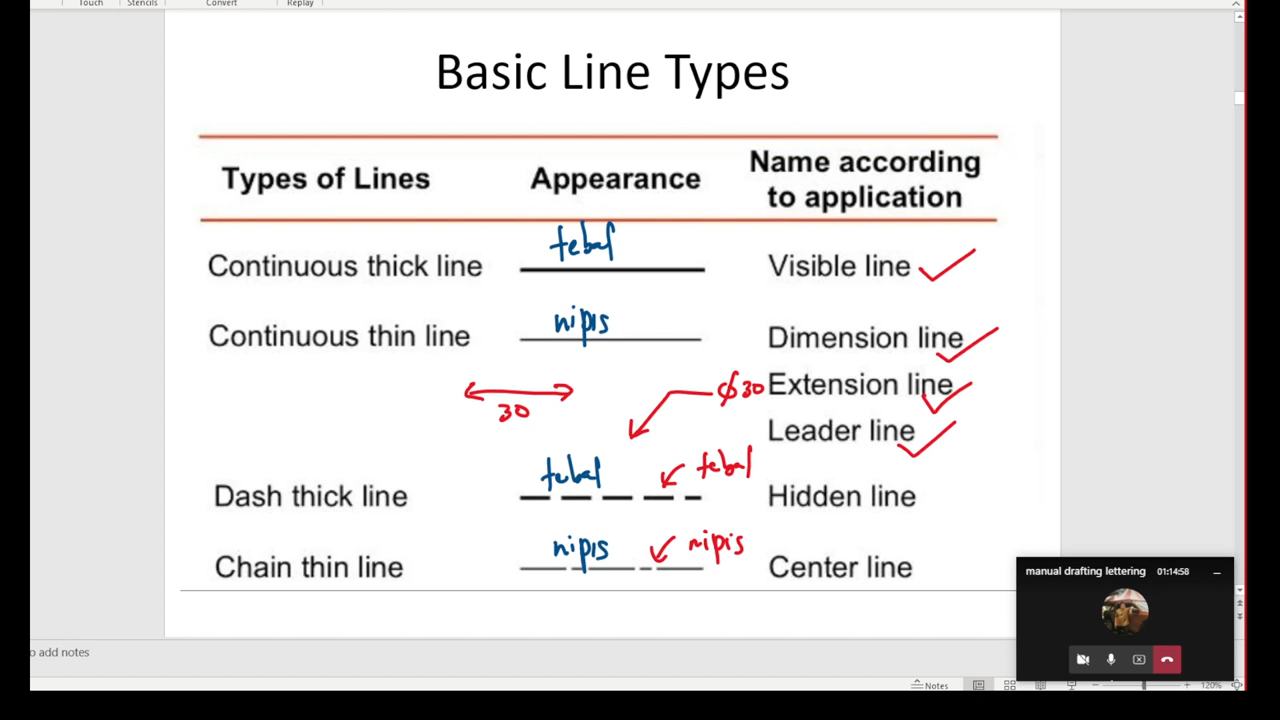 Touch Stencils Convert Replay
Basic Line Types
Types of Lines Appearance Name according to application
tebal
Continuous thick line Visible line
nipis
Continuous thin line Dimension line
30 ϕ30 Extension line
Leader line
tebal tebal
Dash thick line Hidden line
nipis nipis
Chain thin line Center line
manual drafting lettering 01:14:58
o add notes
Notes 120%